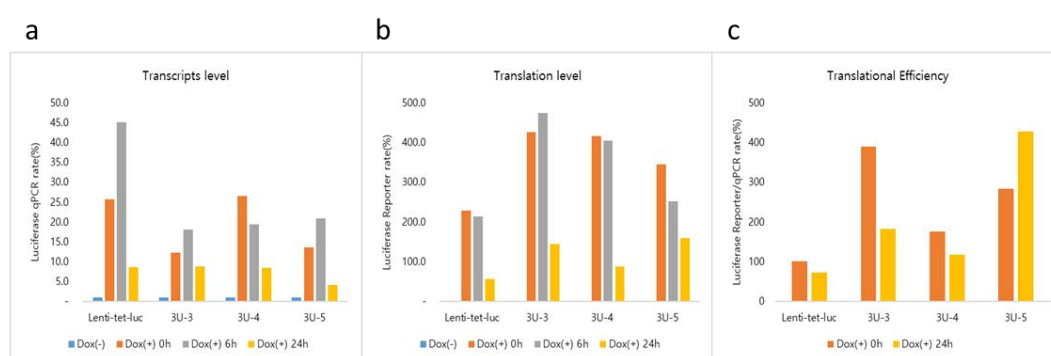 a
Transcripts level
Luciferase qPCR rate(%)
50.0
45.0
40.0
35.0
30.0
25.0
20.0
15.0
10.0
5.0
-
Lenti-tet-luc 3U-3 3U-4 3U-5
Dox(-) Dox(+) 0h Dox(+) 6h Dox(+) 24h
b
Translation level
Luciferase Reporter rate(%)
500.0
400.0
300.0
200.0
100.0
-
Lenti-tet-luc 3U-3 3U-4 3U-5
Dox(-) Dox(+) 0h Dox(+) 6h Dox(+) 24h
c
Translational Efficiency
Luciferase Reporter/qPCR rate(%)
500
400
300
200
100
0
Lenti-tet-luc 3U-3 3U-4 3U-5
Dox(+) 0h Dox(+) 24h